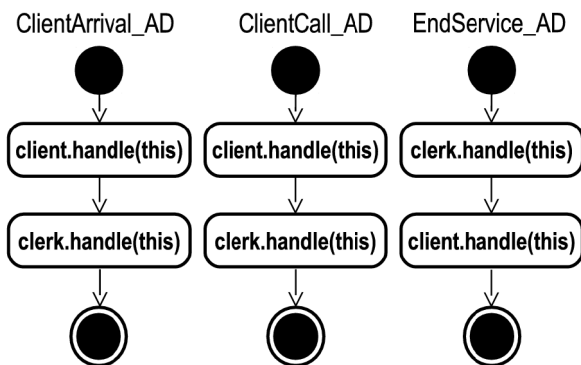 ClientArrival_AD
ClientCall_AD
EndService_AD
client.handle(this)
client.handle(this)
clerk.handle(this)
clerk.handle(this)
clerk.handle(this)
client.handle(this)